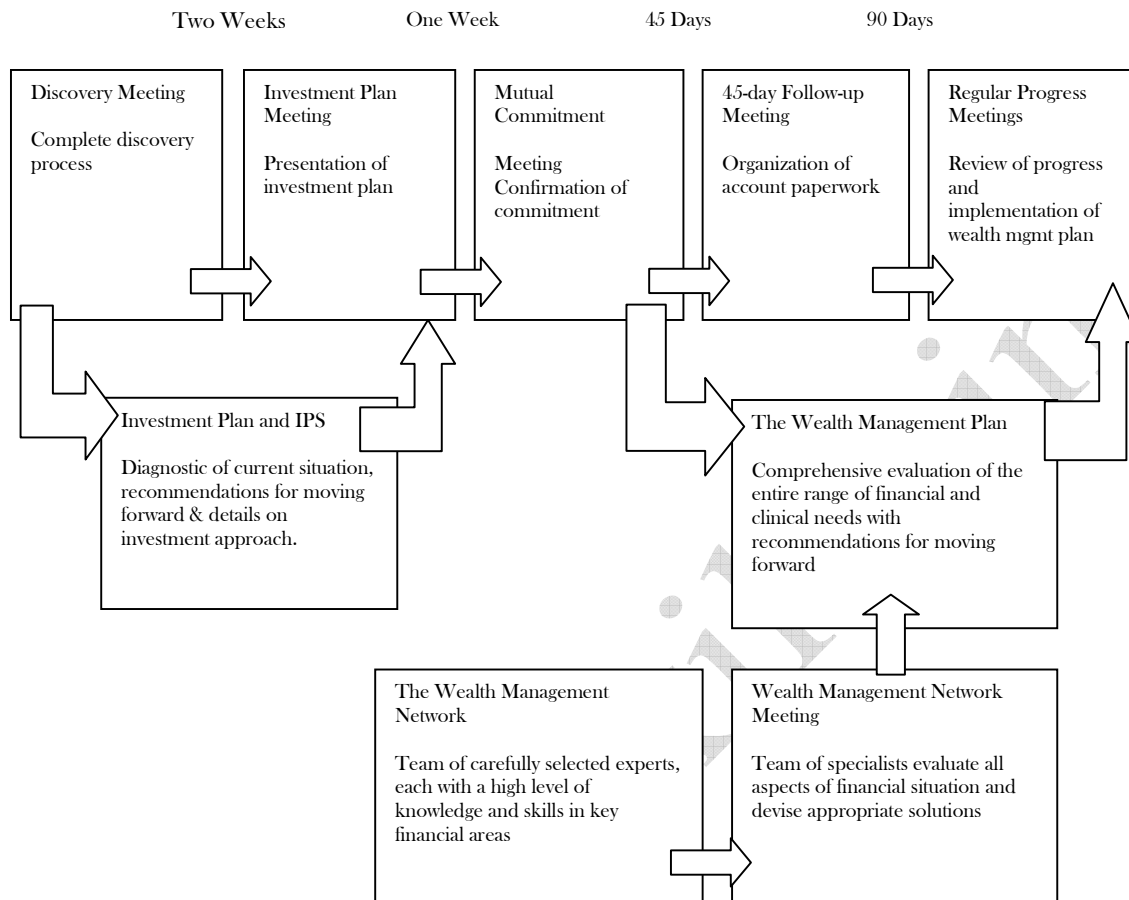 Two Weeks
One Week
45 Days
90 Days
Discovery Meeting
Complete discovery
process
Investment Plan
Meeting
Presentation of
investment plan
Mutual
Commitment
Meeting
Confirmation of
commitment
45-day Follow-up
Meeting
Organization of
account paperwork
Regular Progress
Meetings
Review of progress
and
implementation of
wealth mgmt plan
Investment Plan and IPS
Diagnostic of current situation,
recommendations for moving
forward & details on
investment approach.
The Wealth Management Plan
Comprehensive evaluation of the
entire range of financial and
clinical needs with
recommendations for moving
forward
The Wealth Management
Network
Team of carefully selected experts,
each with a high level of
knowledge and skills in key
financial areas
Wealth Management Network
Meeting
Team of specialists evaluate all
aspects of financial situation and
devise appropriate solutions